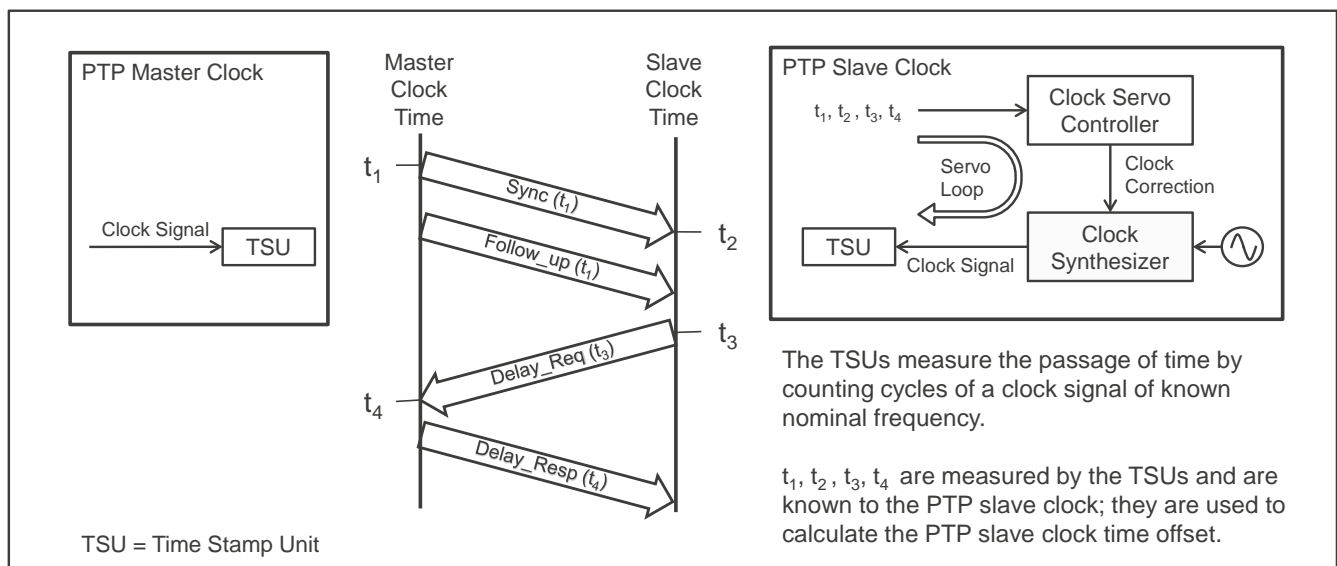 PTP Master Clock
Clock Signal
TSU
TSU = Time Stamp Unit
Master
Clock
Time
Slave
Clock
Time
t₁
Sync (t₁)
t₂
Follow_up (t₁)
t₃
Delay_Req (t₃)
t₄
Delay_Resp (t₄)
PTP Slave Clock
t₁, t₂ , t₃, t₄
Clock Servo
Controller
Servo
Loop
Clock
Correction
TSU
Clock Signal
Clock
Synthesizer
The TSUs measure the passage of time by
counting cycles of a clock signal of known
nominal frequency.
t₁, t₂ , t₃, t₄ are measured by the TSUs and are
known to the PTP slave clock; they are used to
calculate the PTP slave clock time offset.